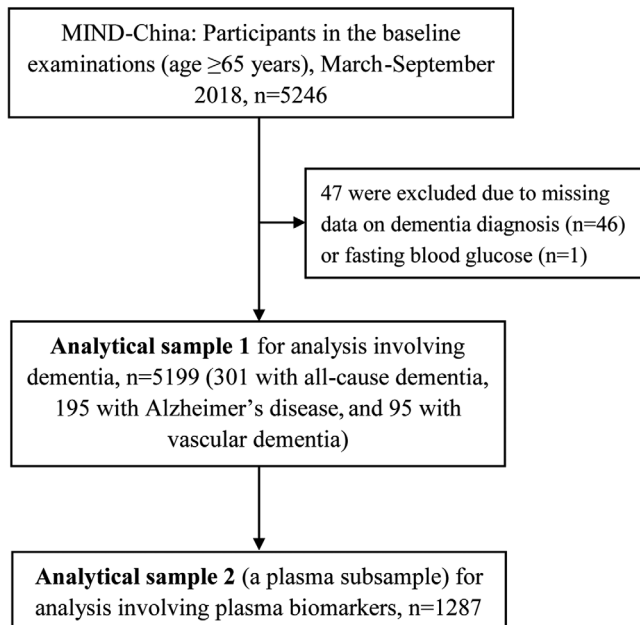 MIND-China: Participants in the baseline
examinations (age ≥65 years), March-September
2018, n=5246
47 were excluded due to missing
data on dementia diagnosis (n=46)
or fasting blood glucose (n=1)
Analytical sample 1 for analysis involving
dementia, n=5199 (301 with all-cause dementia,
195 with Alzheimer’s disease, and 95 with
vascular dementia)
Analytical sample 2 (a plasma subsample) for
analysis involving plasma biomarkers, n=1287